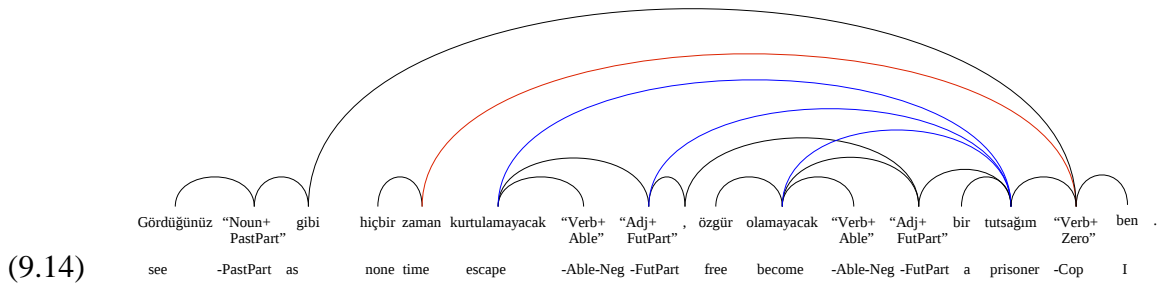 Gördüğünüz “Noun+ gibi hiçbir zaman kurtulamayacak “Verb+ “Adj+ , özgür olamayacak “Verb+ “Adj+ bir tutsağım “Verb+ ben .
PastPart” Able” FutPart” Able” FutPart” Zero”
(9.14) see -PastPart as none time escape -Able-Neg -FutPart free become -Able-Neg -FutPart a prisoner -Cop I